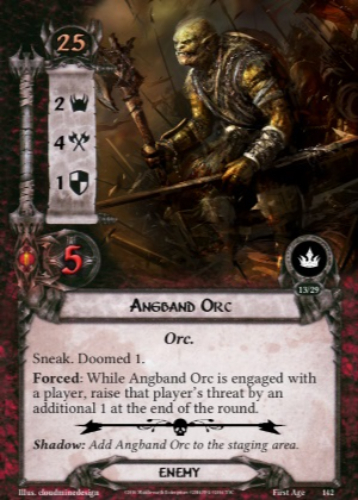 25
2
4
1
5
13/29
Angband Orc
Orc.
Sneak. Doomed 1.
Forced: While Angband Orc is engaged with
a player, raise that player's threat by an
additional 1 at the end of the round.
Shadow: Add Angband Orc to the staging area.
ENEMY
Illus. cloudminedesign
First Age
162